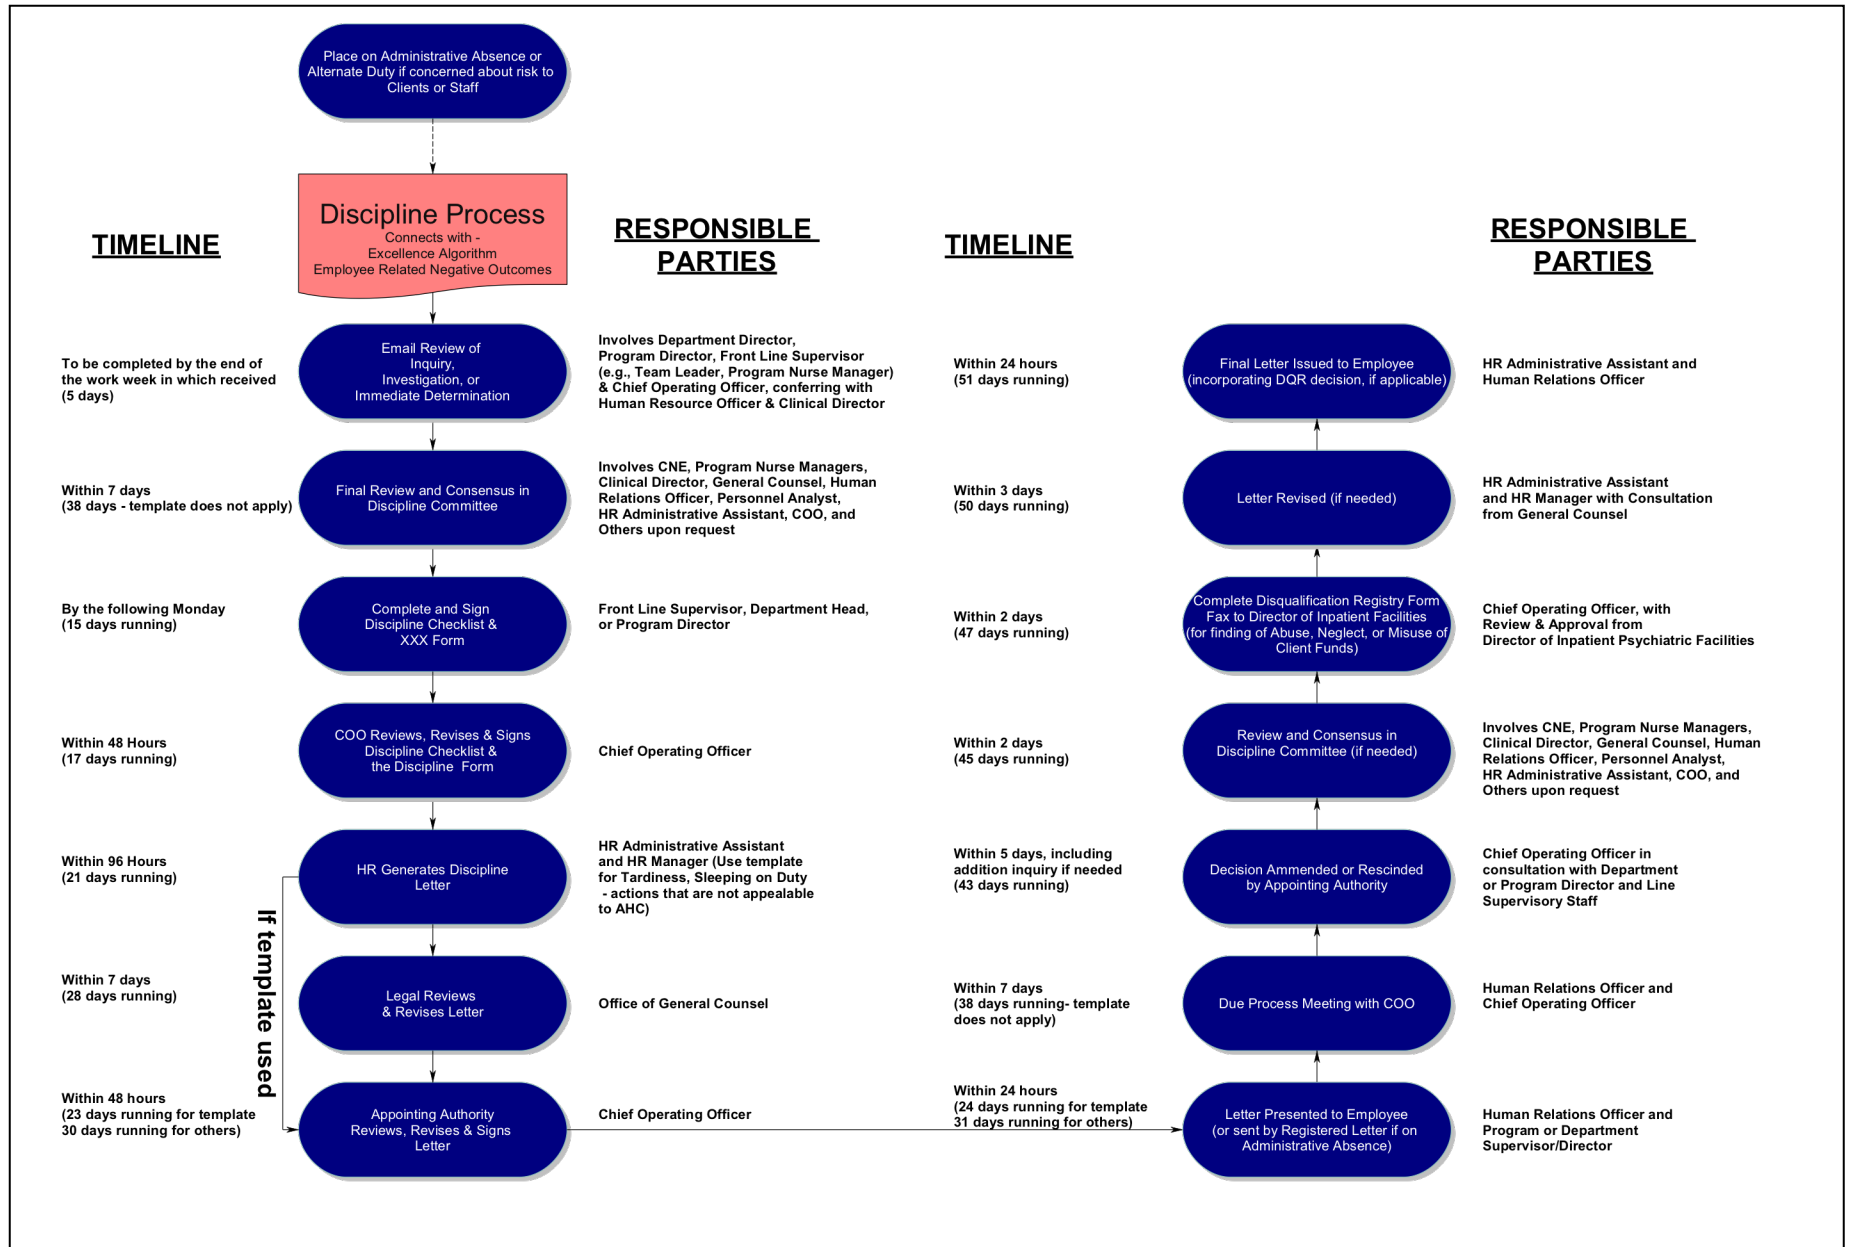 Place on Administrative Absence or
Alternate Duty if concerned about risk to
Clients or Staff
Discipline Process
Connects with -
Excellence Algorithm
Employee Related Negative Outcomes
TIMELINE
RESPONSIBLE
PARTIES
TIMELINE
RESPONSIBLE
PARTIES
To be completed by the end of
the work week in which received
(5 days)
Email Review of
Inquiry,
Investigation, or
Immediate Determination
Involves Department Director,
Program Director, Front Line Supervisor
(e.g., Team Leader, Program Nurse Manager)
& Chief Operating Officer, conferring with
Human Resource Officer & Clinical Director
Within 7 days
(38 days - template does not apply)
Final Review and Consensus in
Discipline Committee
Involves CNE, Program Nurse Managers,
Clinical Director, General Counsel, Human
Relations Officer, Personnel Analyst,
HR Administrative Assistant, COO, and
Others upon request
By the following Monday
(15 days running)
Complete and Sign
Discipline Checklist &
XXX Form
Front Line Supervisor, Department Head,
or Program Director
Within 48 Hours
(17 days running)
COO Reviews, Revises & Signs
Discipline Checklist &
the Discipline Form
Chief Operating Officer
Within 96 Hours
(21 days running)
HR Generates Discipline
Letter
HR Administrative Assistant
and HR Manager (Use template
for Tardiness, Sleeping on Duty
- actions that are not appealable
to AHC)
If template used
Within 7 days
(28 days running)
Legal Reviews
& Revises Letter
Office of General Counsel
Within 48 hours
(23 days running for template
30 days running for others)
Appointing Authority
Reviews, Revises & Signs
Letter
Chief Operating Officer
Within 24 hours
(51 days running)
Final Letter Issued to Employee
(incorporating DQR decision, if applicable)
HR Administrative Assistant and
Human Relations Officer
Within 3 days
(50 days running)
Letter Revised (if needed)
HR Administrative Assistant
and HR Manager with Consultation
from General Counsel
Within 2 days
(47 days running)
Complete Disqualification Registry Form
Fax to Director of Inpatient Facilities
(for finding of Abuse, Neglect, or Misuse of
Client Funds)
Chief Operating Officer, with
Review & Approval from
Director of Inpatient Psychiatric Facilities
Within 2 days
(45 days running)
Review and Consensus in
Discipline Committee (if needed)
Involves CNE, Program Nurse Managers,
Clinical Director, General Counsel, Human
Relations Officer, Personnel Analyst,
HR Administrative Assistant, COO, and
Others upon request
Within 5 days, including
addition inquiry if needed
(43 days running)
Decision Ammended or Rescinded
by Appointing Authority
Chief Operating Officer in
consultation with Department
or Program Director and Line
Supervisory Staff
Within 7 days
(38 days running- template
does not apply)
Due Process Meeting with COO
Human Relations Officer and
Chief Operating Officer
Within 24 hours
(24 days running for template
31 days running for others)
Letter Presented to Employee
(or sent by Registered Letter if on
Administrative Absence)
Human Relations Officer and
Program or Department
Supervisor/Director